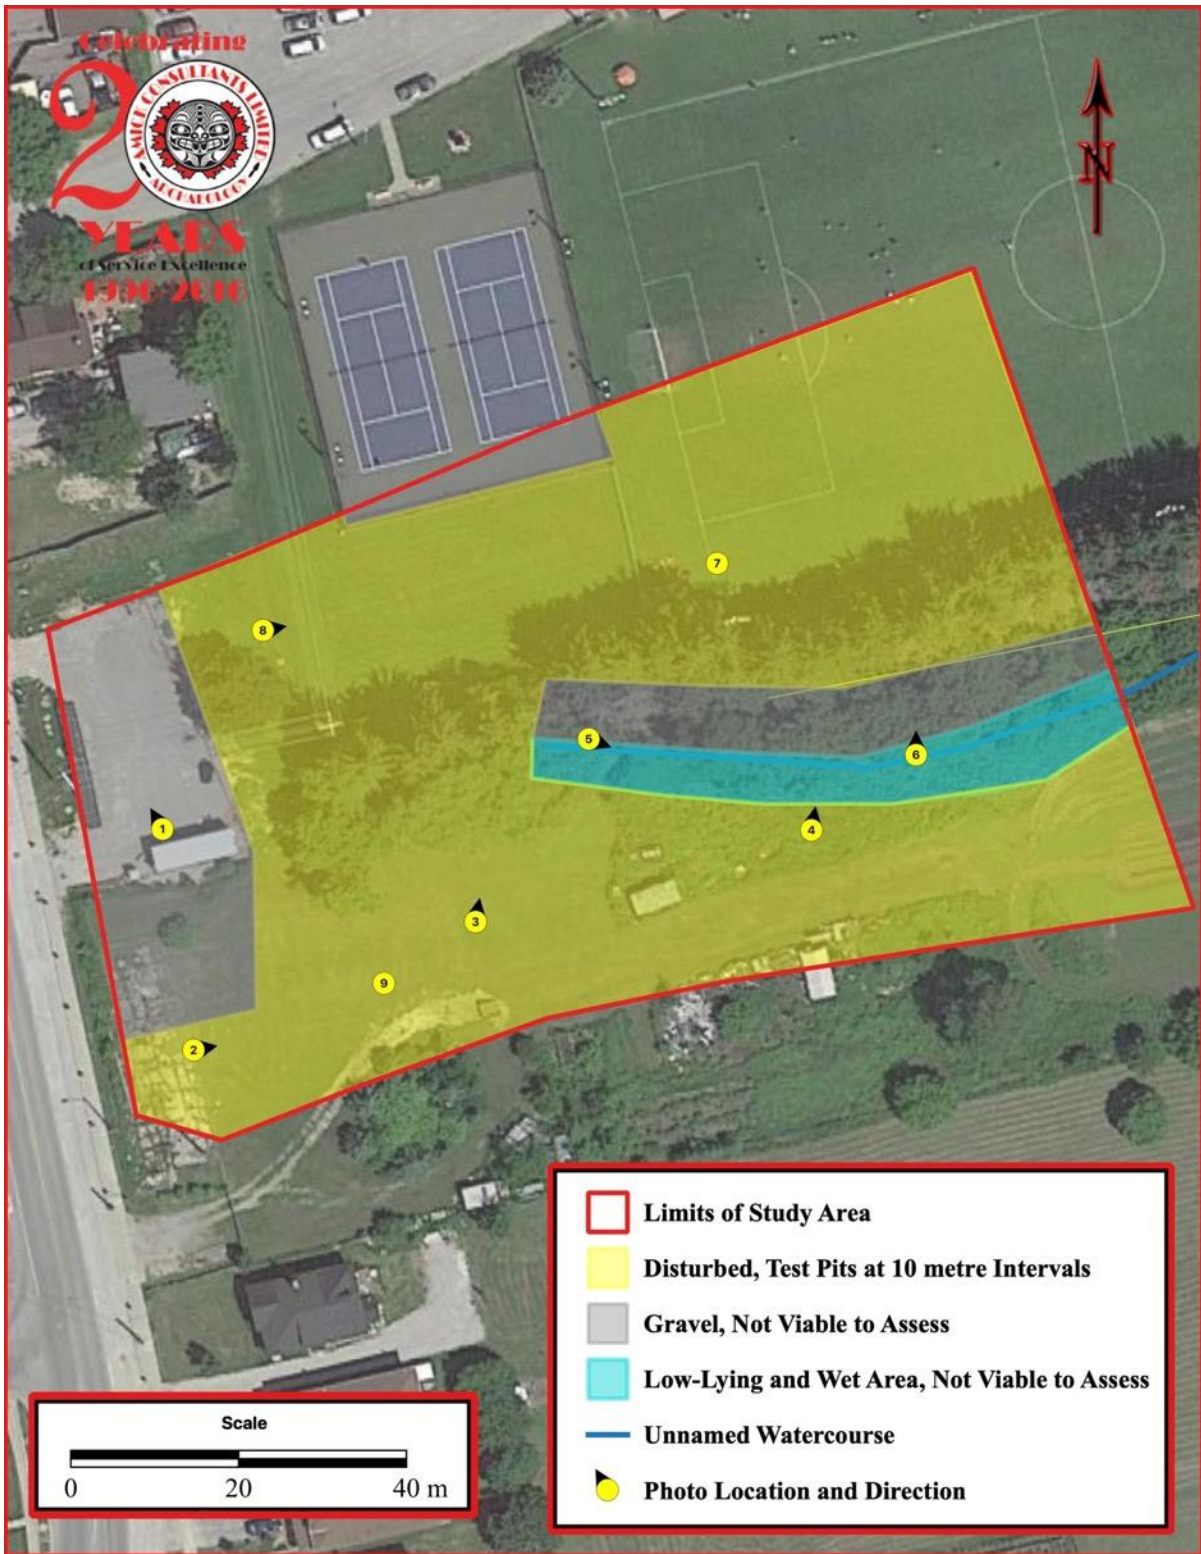 Celebrating
20
AMICK CONSULTANTS LIMITED
ARCHAEOLOGY
YEARS
of Service Excellence
1996-2016
N
7
8
5
6
1
4
3
9
2
Limits of Study Area
Disturbed, Test Pits at 10 metre Intervals
Gravel, Not Viable to Assess
Low-Lying and Wet Area, Not Viable to Assess
Unnamed Watercourse
Photo Location and Direction
Scale
0 20 40 m